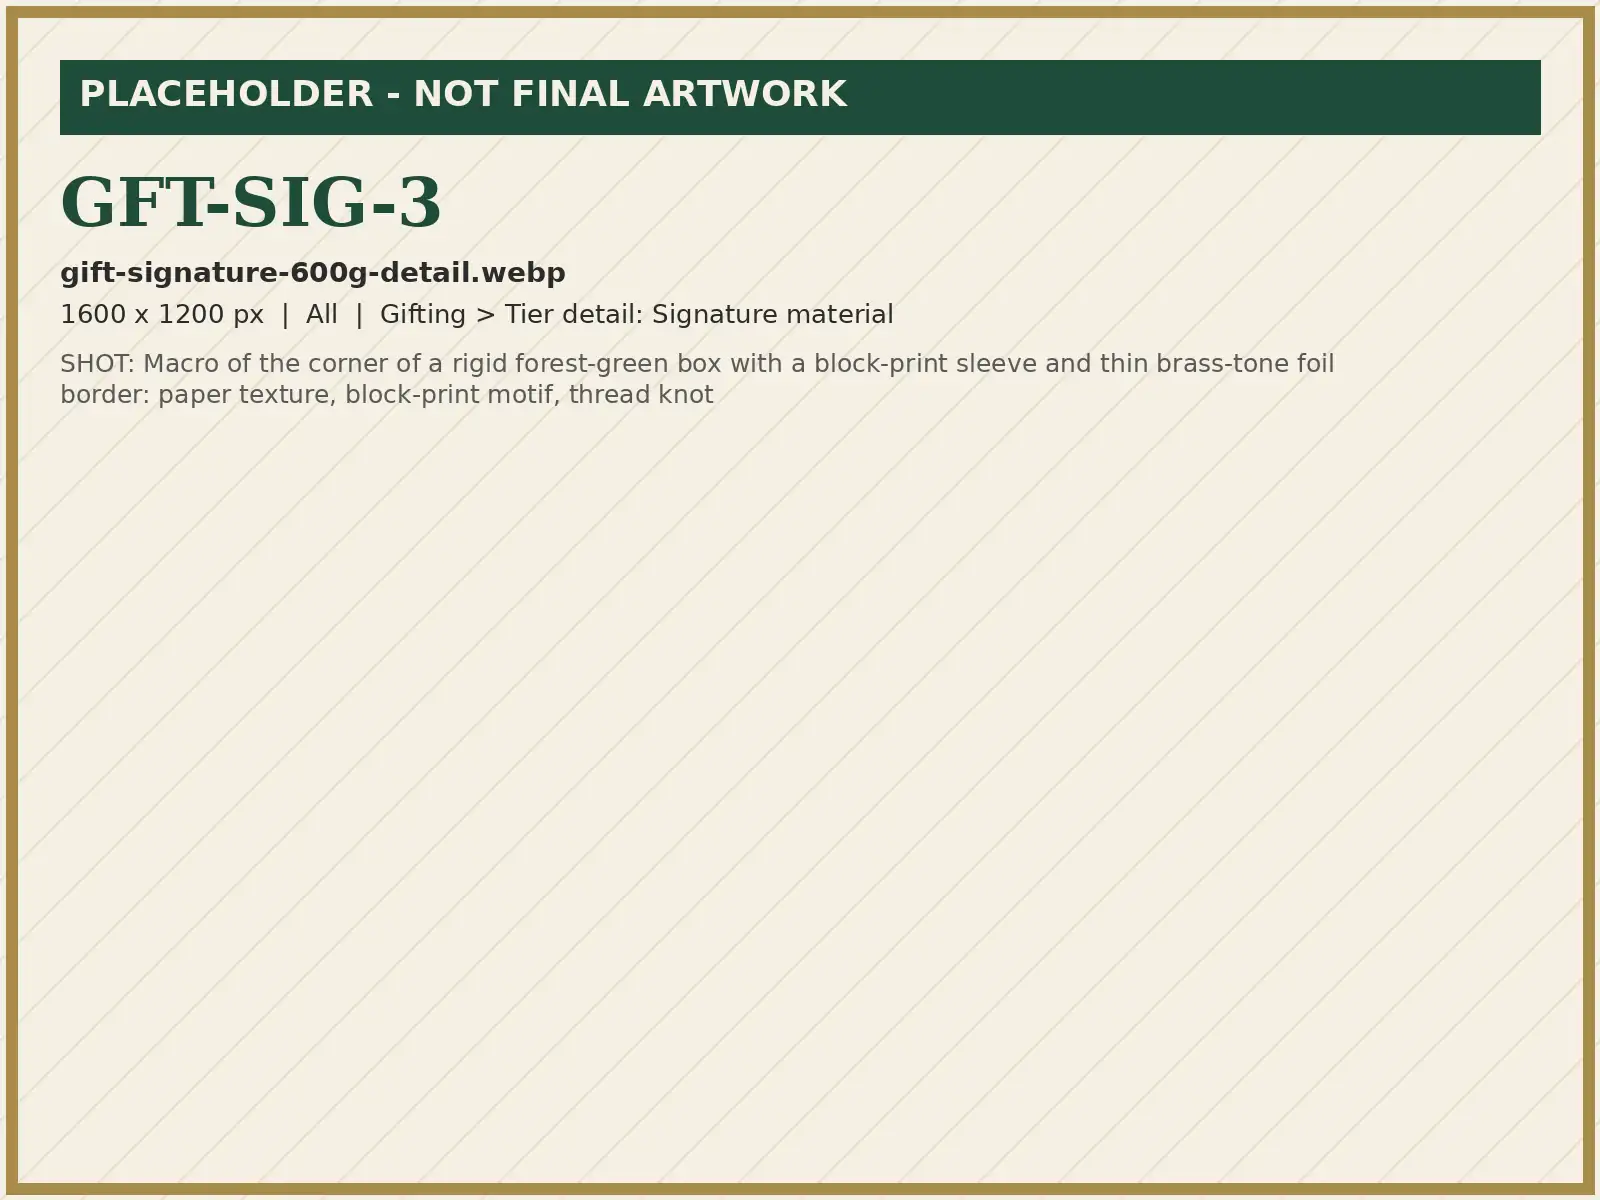 PLACEHOLDER - NOT FINAL ARTWORK
GFT-SIG-3
gift-signature-600g-detail.webp
1600 x 1200 px | All | Gifting > Tier detail: Signature material
SHOT: Macro of the corner of a rigid forest-green box with a block-print sleeve and thin brass-tone foil
border: paper texture, block-print motif, thread knot